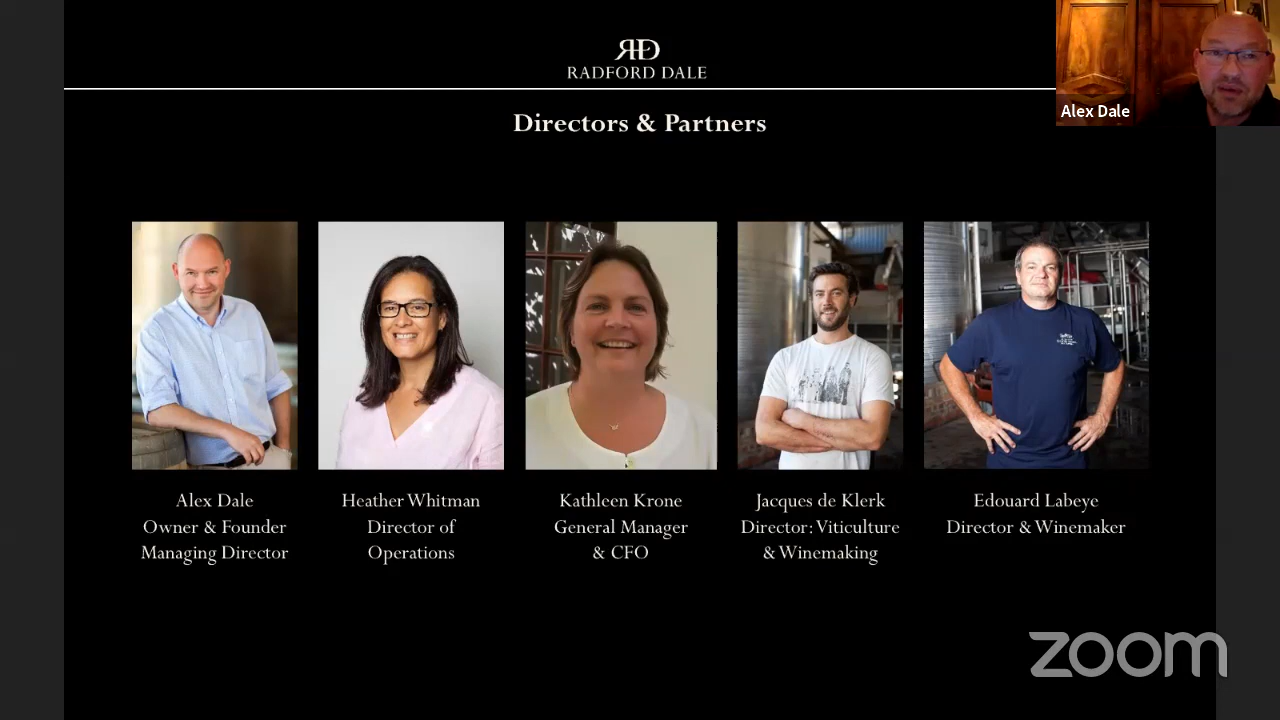 RD
RADFORD DALE
Alex Dale
Directors & Partners
Alex Dale
Owner & Founder
Managing Director
Heather Whitman
Director of
Operations
Kathleen Krone
General Manager
& CFO
Jacques de Klerk
Director: Viticulture
& Winemaking
Edouard Labeye
Director & Winemaker
zoom